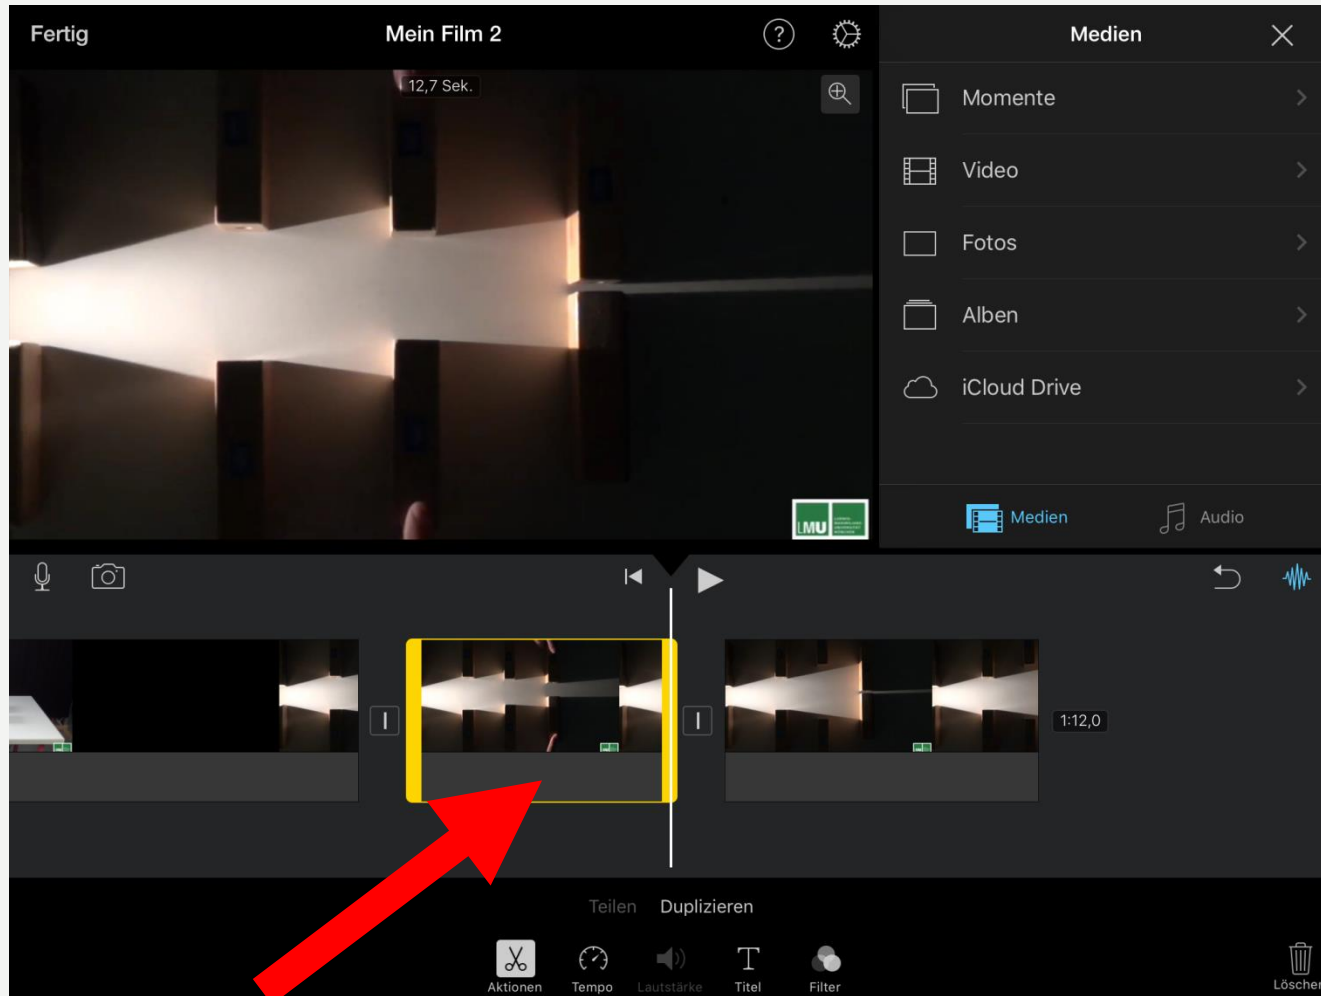 Fertig
Mein Film 2
?
Medien
12,7 Sek.
Momente
Video
Fotos
Alben
iCloud Drive
LMU
Medien
Audio
1:12,0
Teilen
Duplizieren
Aktionen
Tempo
Lautstärke
T
Titel
Filter
Löschen